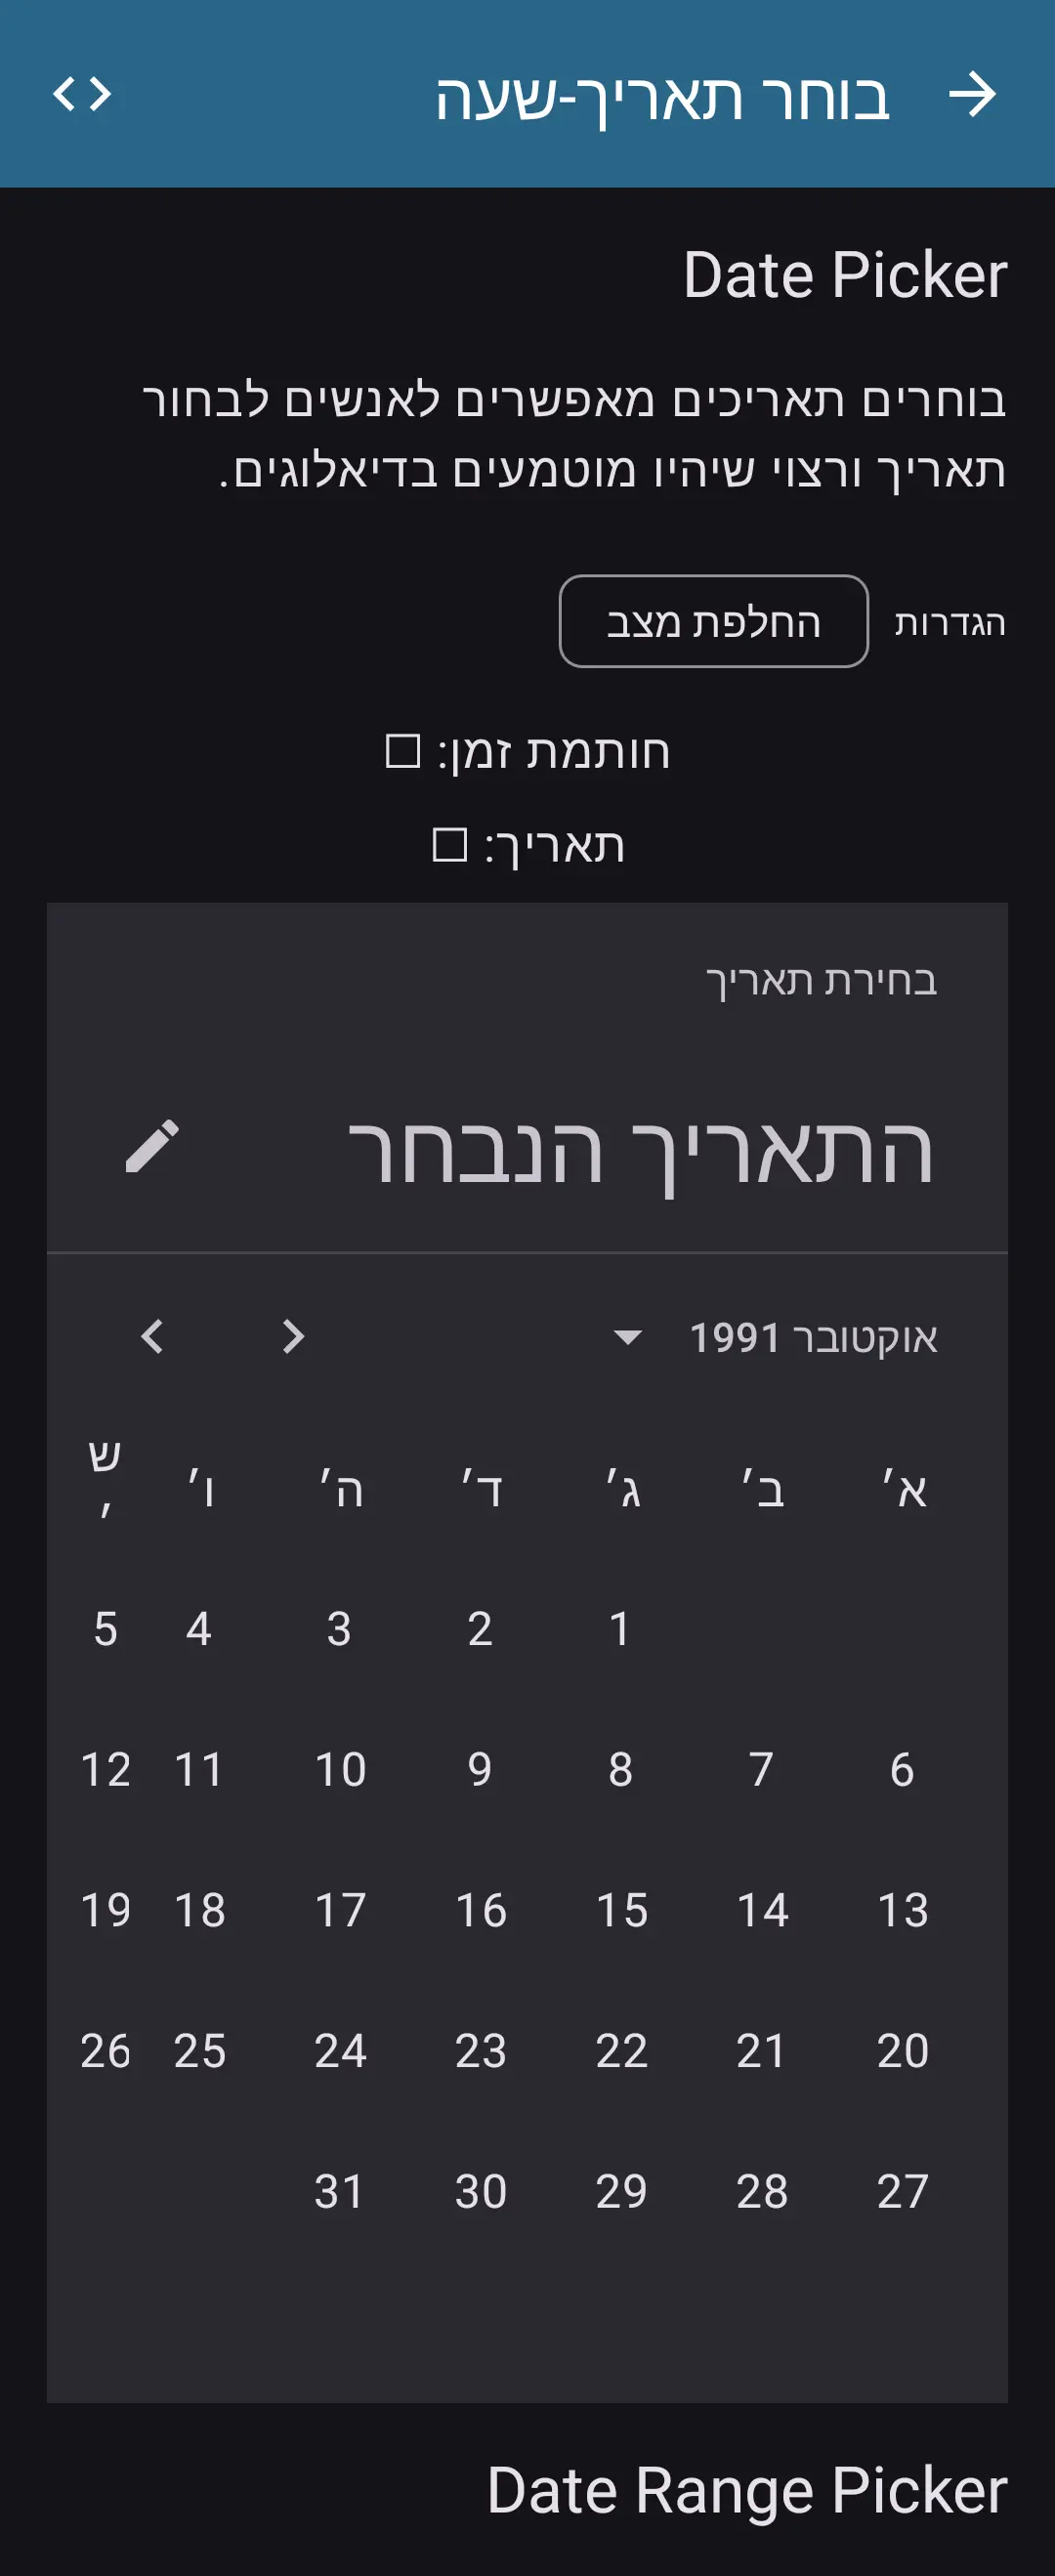 בוחר תאריך-שעה
Date Picker
בוחרים תאריכים מאפשרים לאנשים לבחור
תאריך ורצוי שיהיו מוטמעים בדיאלוגים.
הגדרות החלפת מצב
חותמת זמן: ☐
תאריך: ☐
בחירת תאריך
התאריך הנבחר
אוקטובר 1991
א׳ ב׳ ג׳ ד׳ ה׳ ו׳ ש׳
1 2 3 4 5
6 7 8 9 10 11 12
13 14 15 16 17 18 19
20 21 22 23 24 25 26
27 28 29 30 31
Date Range Picker